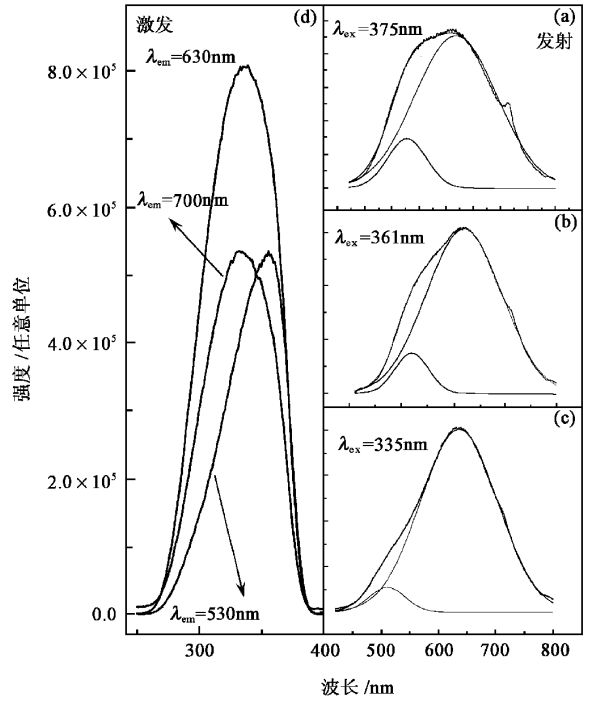 激发
(d)
λem=630nm
λem=700nm
λem=530nm
8.0×10⁵
6.0×10⁵
4.0×10⁵
2.0×10⁵
0.0
强度/任意单位
300
400
(a)
λex=375nm
发射
(b)
λex=361nm
(c)
λex=335nm
500
600
700
800
波长/nm